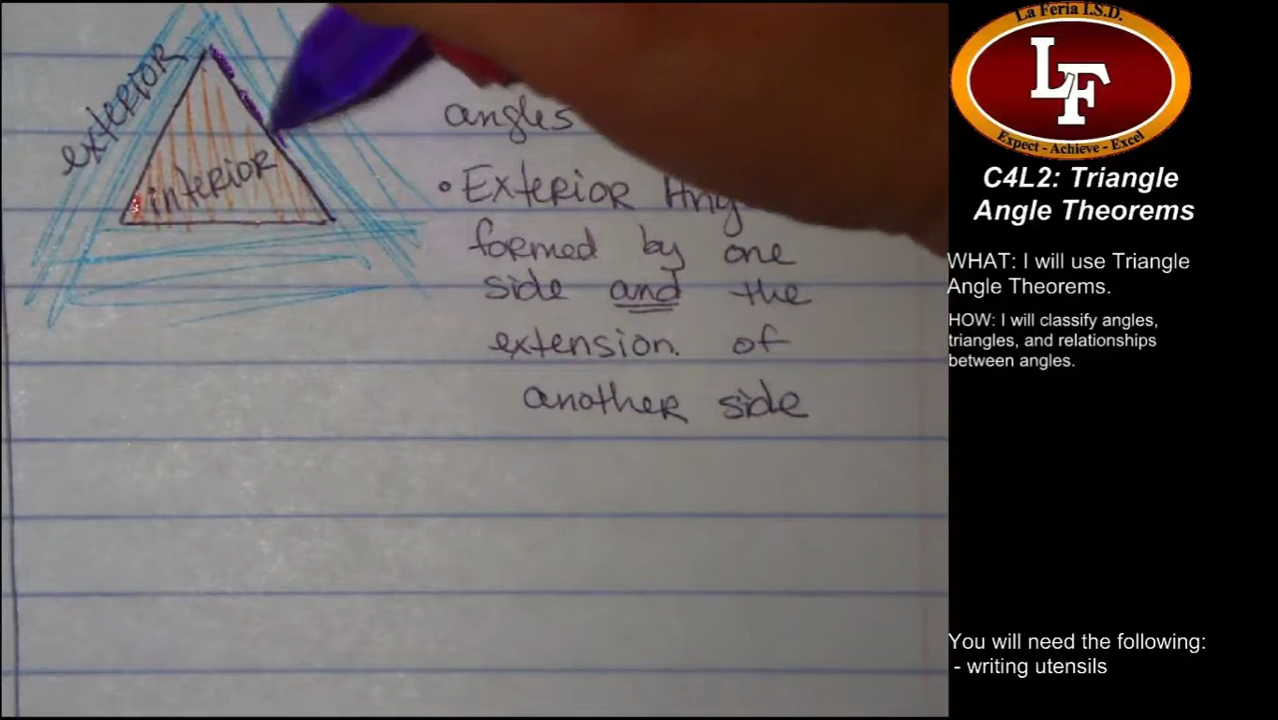 exterior
interior
angles
• Exterior
formed by one
side and the
extension of
another side
La Feria I.S.D.
LF
Expect - Achieve - Excel
C4L2: Triangle
Angle Theorems
WHAT: I will use Triangle
Angle Theorems.
HOW: I will classify angles,
triangles, and relationships
between angles.
You will need the following:
- writing utensils